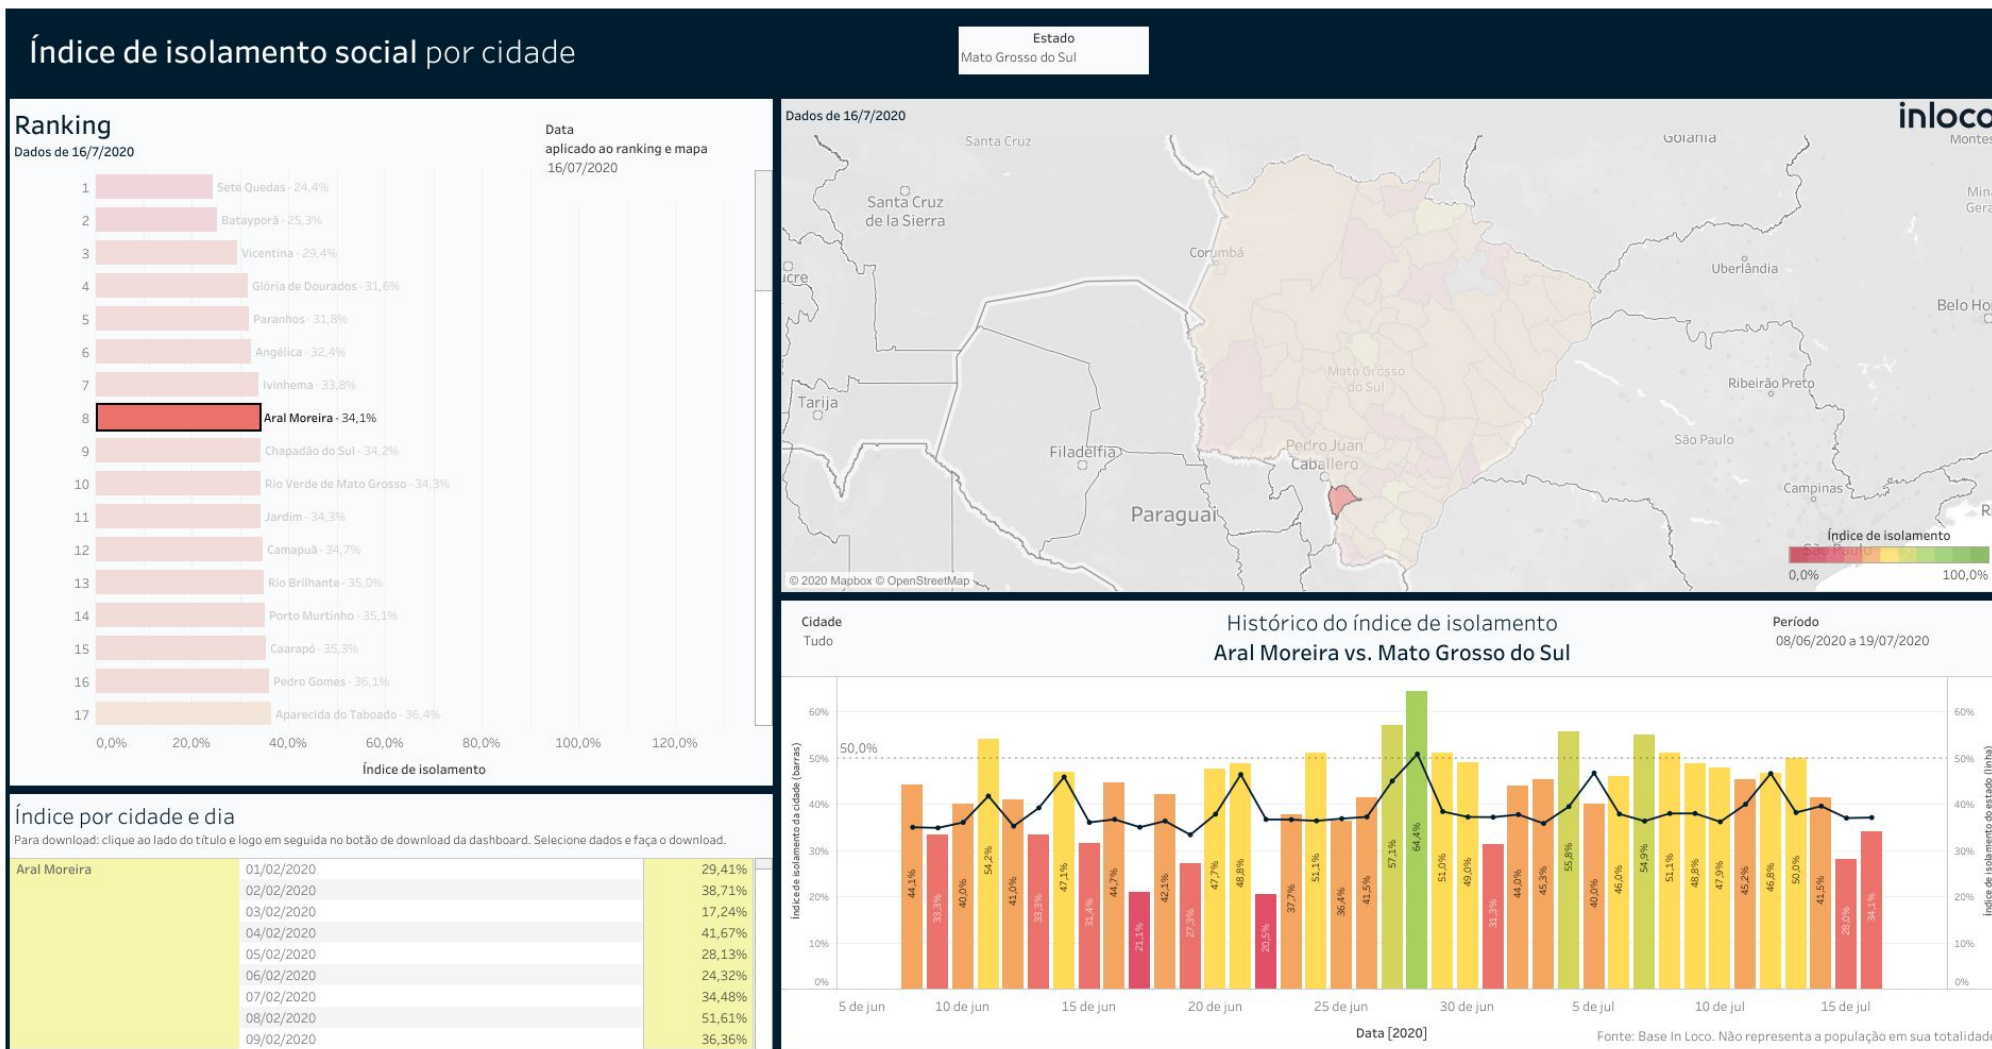 Índice de isolamento social por cidade
Estado
Mato Grosso do Sul
Ranking
Dados de 16/7/2020
Data
aplicado ao ranking e mapa
16/07/2020
1 Sete Quedas - 24,4%
2 Batayporã - 25,3%
3 Vicentina - 29,4%
4 Glória de Dourados - 31,6%
5 Paranhos - 31,8%
6 Angélica - 32,4%
7 Ivinhema - 33,8%
8 Aral Moreira - 34,1%
9 Chapadão do Sul - 34,2%
10 Rio Verde de Mato Grosso - 34,3%
11 Jardim - 34,3%
12 Camapuã - 34,7%
13 Rio Brilhante - 35,0%
14 Porto Murtinho - 35,1%
15 Caarapó - 35,3%
16 Pedro Gomes - 36,1%
17 Aparecida do Taboado - 36,4%
0,0% 20,0% 40,0% 60,0% 80,0% 100,0% 120,0%
Índice de isolamento
Índice por cidade e dia
Para download: clique ao lado do título e logo em seguida no botão de download da dashboard. Selecione dados e faça o download.
Aral Moreira 01/02/2020 29,41%
02/02/2020 38,71%
03/02/2020 17,24%
04/02/2020 41,67%
05/02/2020 28,13%
06/02/2020 24,32%
07/02/2020 34,48%
08/02/2020 51,61%
09/02/2020 36,36%
Dados de 16/7/2020
inloco
Santa Cruz
Goiânia
Montes
Santa Cruz
de la Sierra
Min
Gera
Corumbá
Uberlândia
ucre
Belo Ho
Mato Grosso
do Sul
Ribeirão Preto
Tarija
São Paulo
Pedro Juan
Caballero
Filadélfia
Campinas
Paraguai
Ri
Índice de isolamento
São Paulo
0,0% 100,0%
© 2020 Mapbox © OpenStreetMap
Cidade
Tudo
Histórico do índice de isolamento
Aral Moreira vs. Mato Grosso do Sul
Período
08/06/2020 a 19/07/2020
Índice de isolamento da cidade (barras)
60%
50%
40%
30%
20%
10%
0%
50,0%
44,1% 33,3% 40,0% 54,2% 41,0% 33,3% 47,1% 31,4% 44,7% 21,1% 42,1% 27,3% 47,7% 48,8% 20,5% 37,7% 51,1% 36,4% 41,5% 57,1% 64,4% 51,0% 49,0% 31,3% 44,0% 45,3% 55,8% 40,0% 46,0% 54,9% 51,1% 48,8% 47,9% 45,2% 46,8% 50,0% 41,5% 28,0% 34,1%
60%
50%
40%
30%
20%
10%
0%
Índice de isolamento do estado (linha)
5 de jun 10 de jun 15 de jun 20 de jun 25 de jun 30 de jun 5 de jul 10 de jul 15 de jul
Data [2020]
Fonte: Base In Loco. Não representa a população em sua totalidade